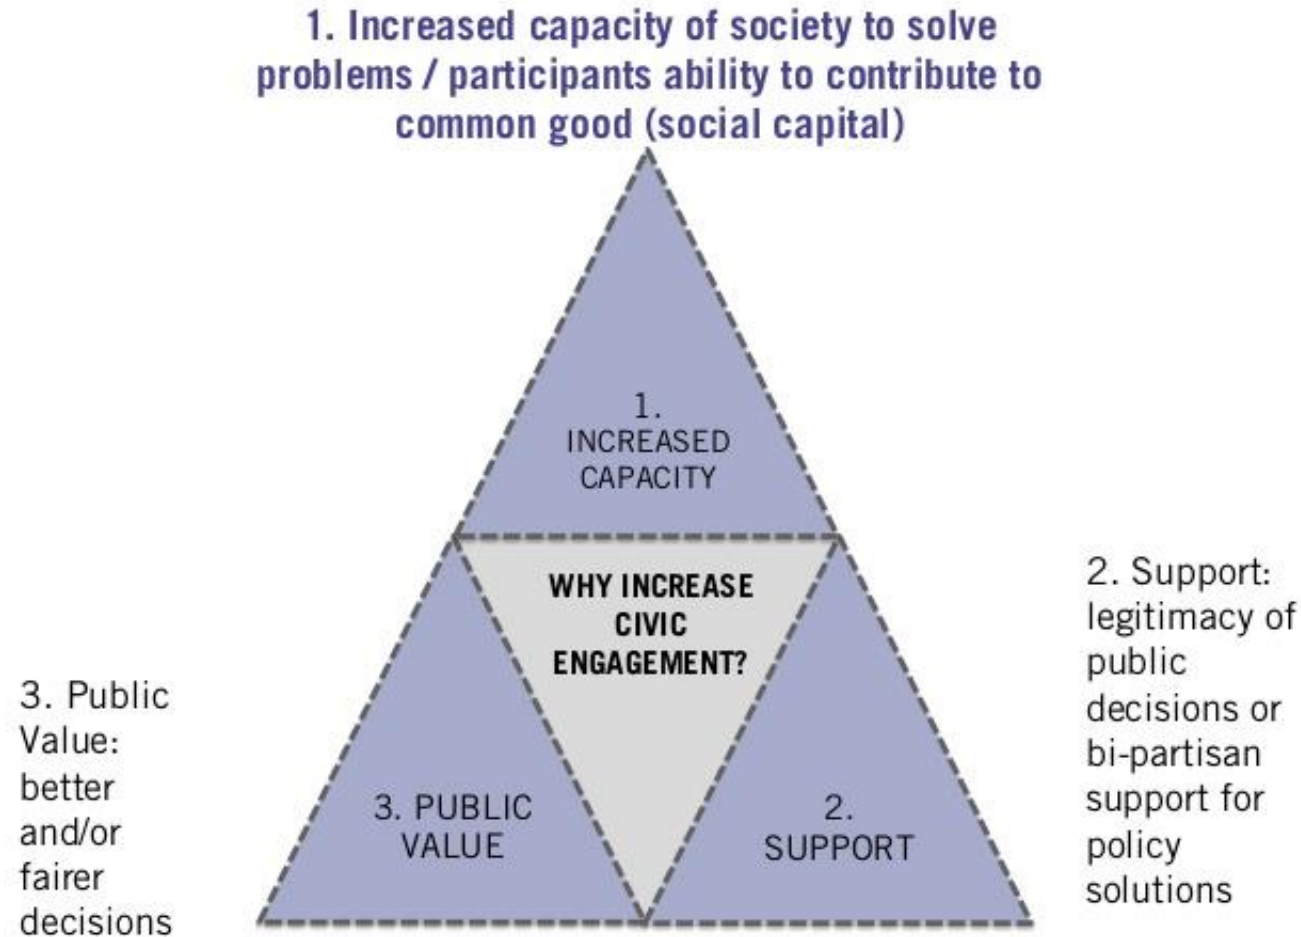 1. Increased capacity of society to solve
problems / participants ability to contribute to
common good (social capital)
1.
INCREASED
CAPACITY
WHY INCREASE
CIVIC
ENGAGEMENT?
2. Support:
legitimacy of
public
decisions or
bi-partisan
support for
policy
solutions
3. Public
Value:
better
and/or
fairer
decisions
3. PUBLIC
VALUE
2.
SUPPORT